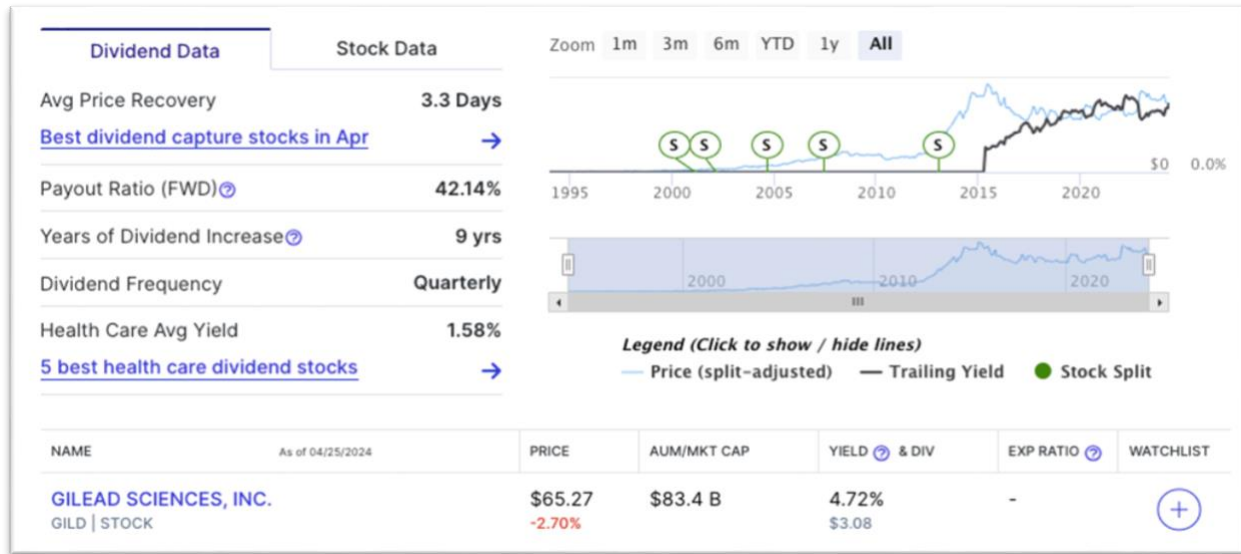 Dividend Data
Stock Data
Avg Price Recovery 3.3 Days
Best dividend capture stocks in Apr →
Payout Ratio (FWD) ? 42.14%
Years of Dividend Increase ? 9 yrs
Dividend Frequency Quarterly
Health Care Avg Yield 1.58%
5 best health care dividend stocks →
Zoom 1m 3m 6m YTD 1y All
S S S S S
$0 0.0%
1995 2000 2005 2010 2015 2020
2000 2010 2020
Legend (Click to show / hide lines)
Price (split-adjusted) Trailing Yield Stock Split
NAME As of 04/25/2024 PRICE AUM/MKT CAP YIELD ? & DIV EXP RATIO ? WATCHLIST
GILEAD SCIENCES, INC. $65.27 $83.4 B 4.72% - +
GILD | STOCK -2.70% $3.08